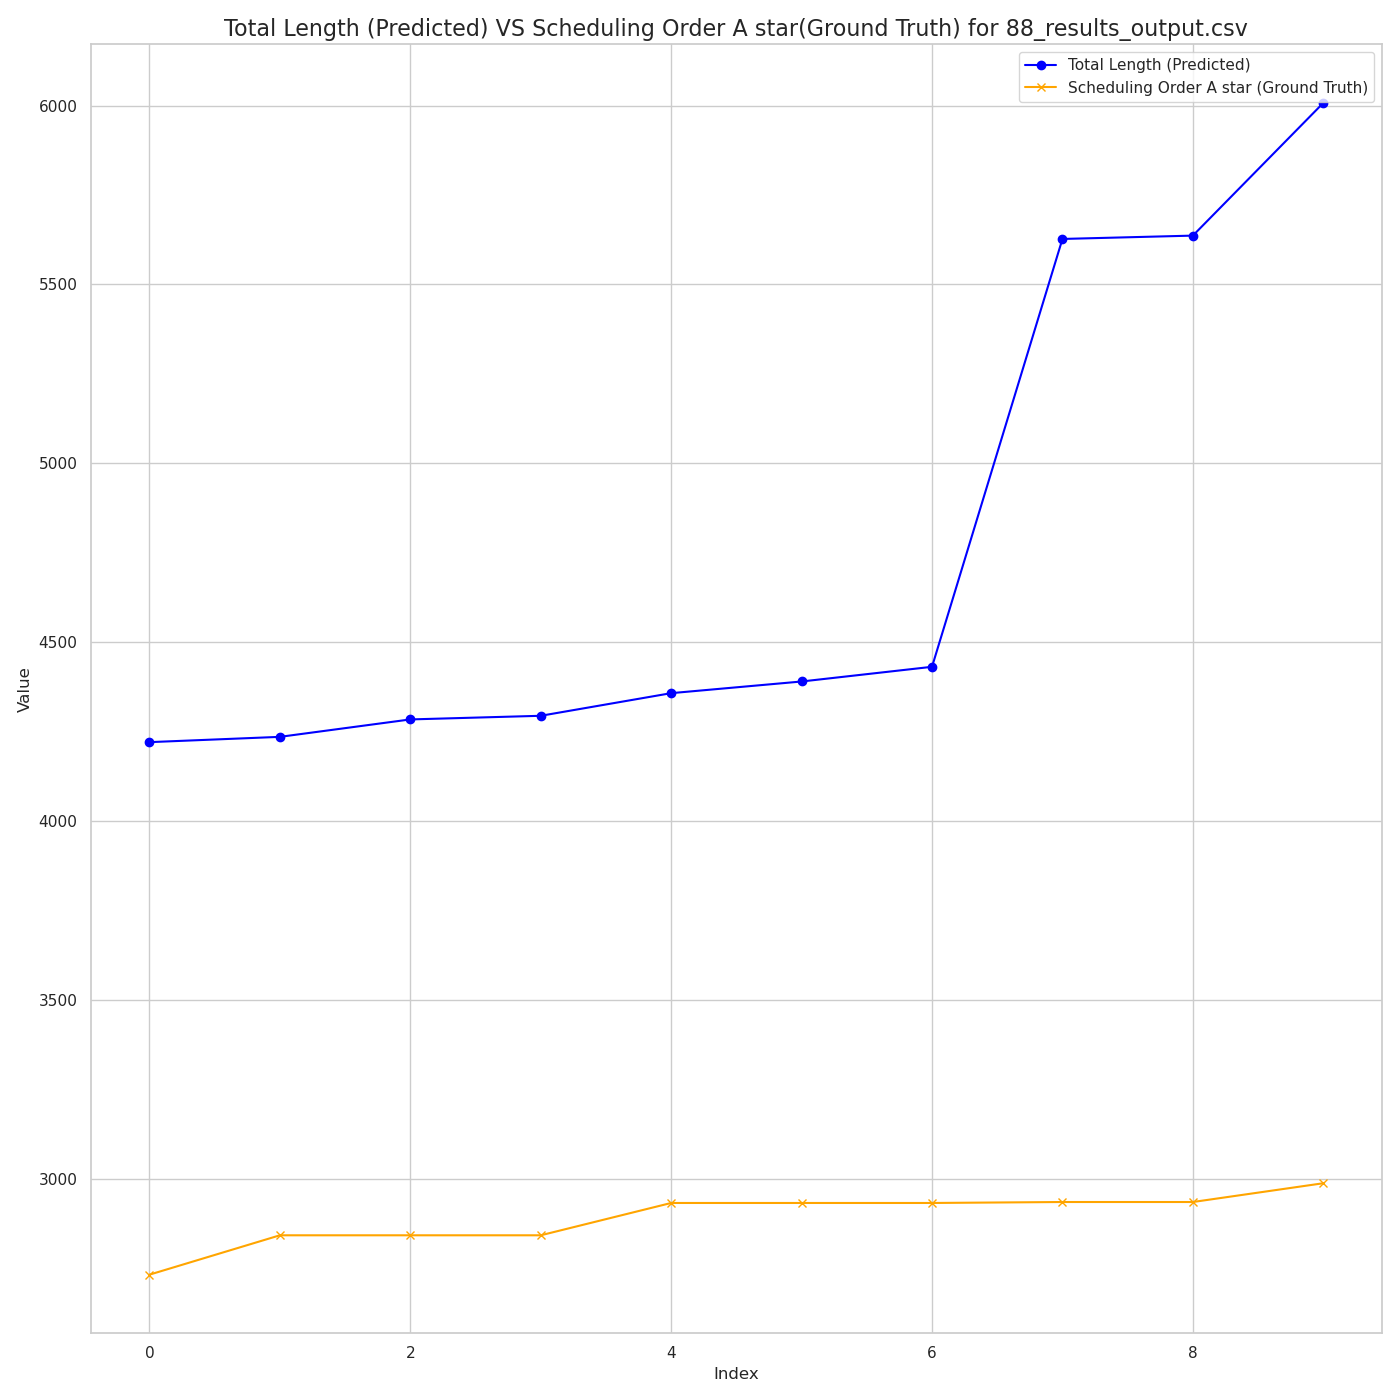 Total Length (Predicted) VS Scheduling Order A star(Ground Truth) for 88_results_output.csv
Total Length (Predicted)
Scheduling Order A star (Ground Truth)
6000
5500
5000
4500
4000
3500
3000
Value
0 2 4 6 8
Index